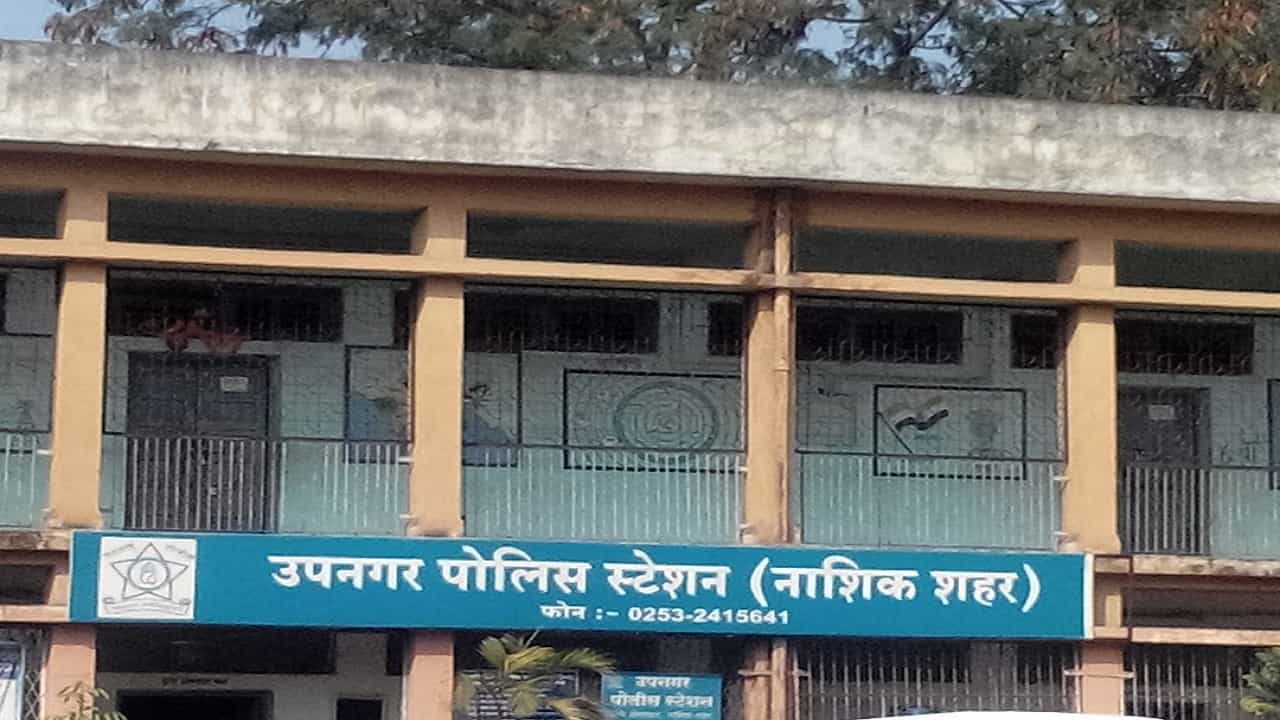 उपनगर पोलिस स्टेशन (नाशिक शहर)
फोन :- 0253-2415641
उपनगर
पोलीस स्टेशन